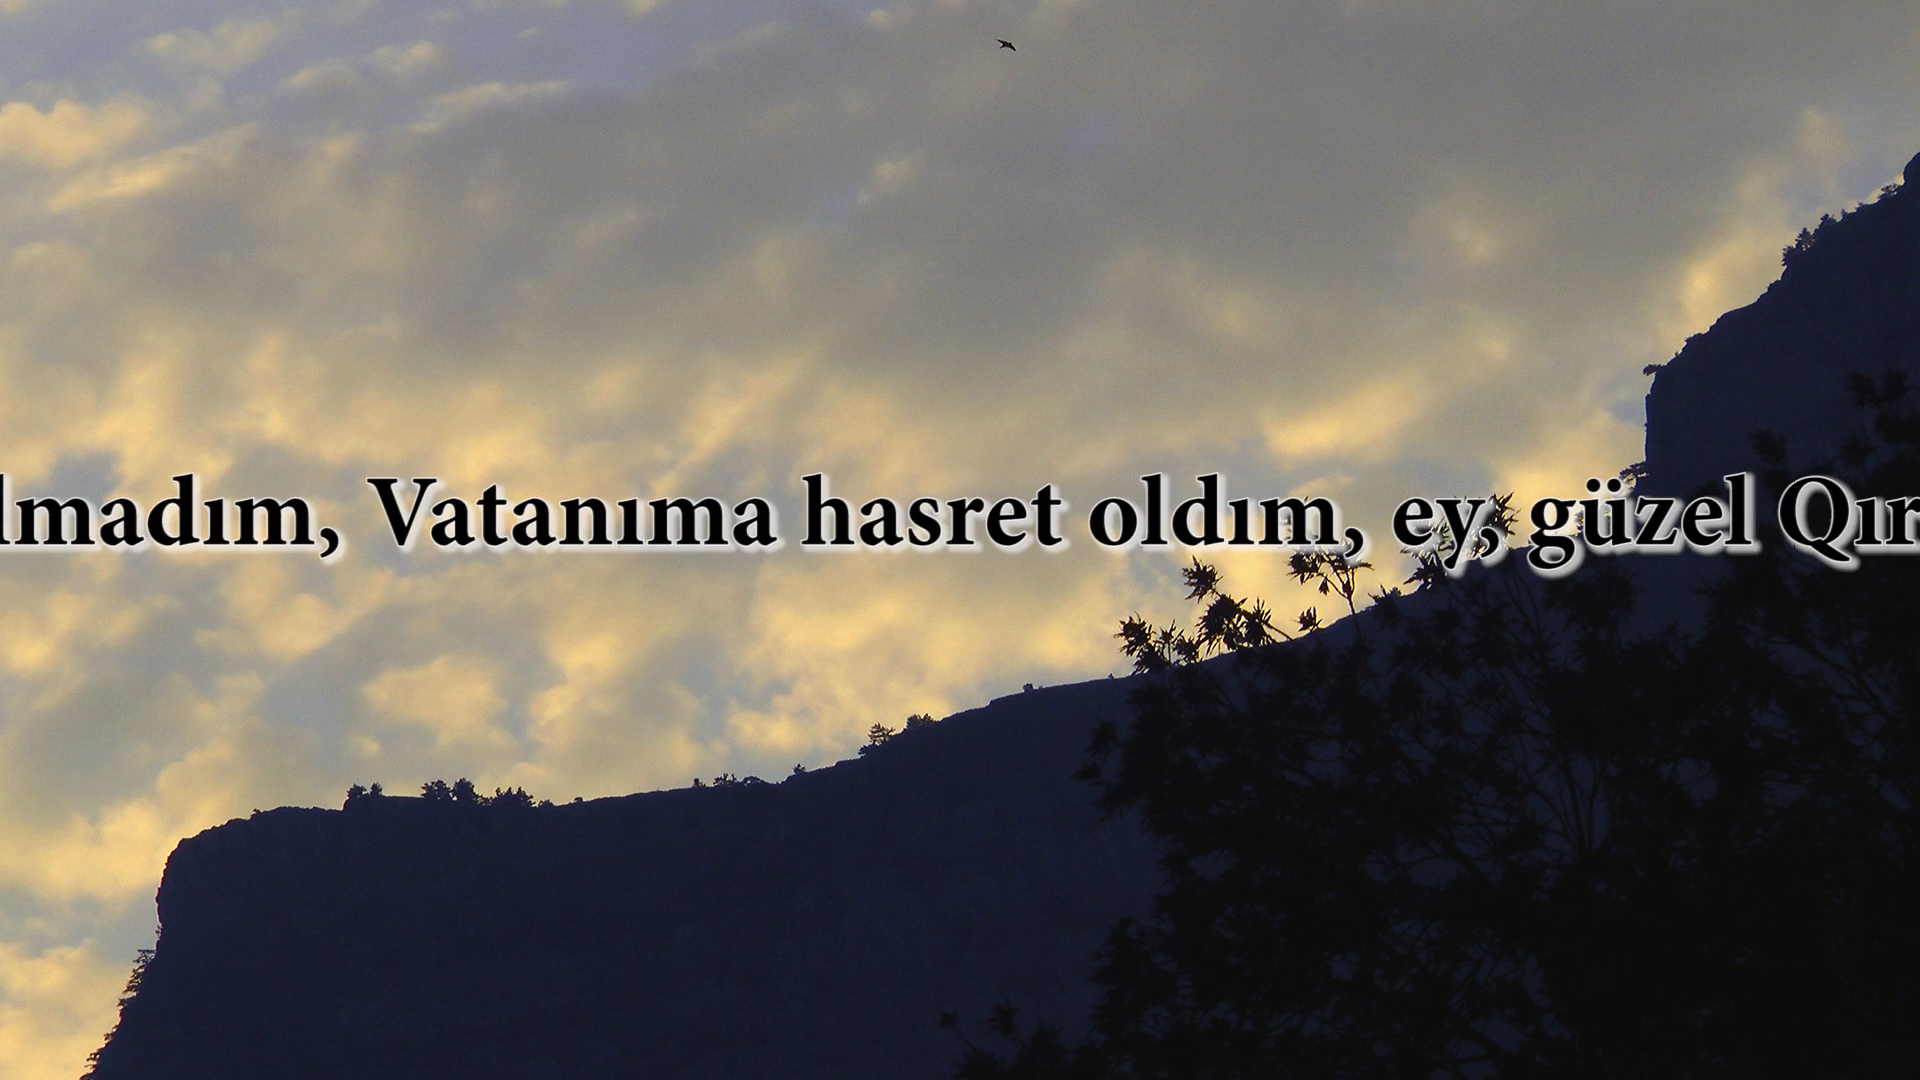 lmadım, Vatanıma hasret oldım, ey, güzel Qır